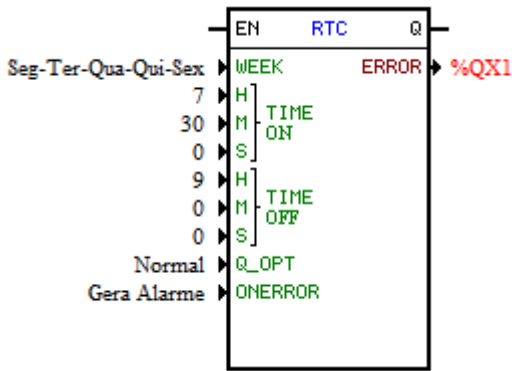 EN RTC Q
Seg-Ter-Qua-Qui-Sex WEEK ERROR %QX1
7 H
TIME
30 M
ON
0 S
9 H
TIME
0 M
OFF
0 S
Normal Q_OPT
Gera Alarme ONERROR